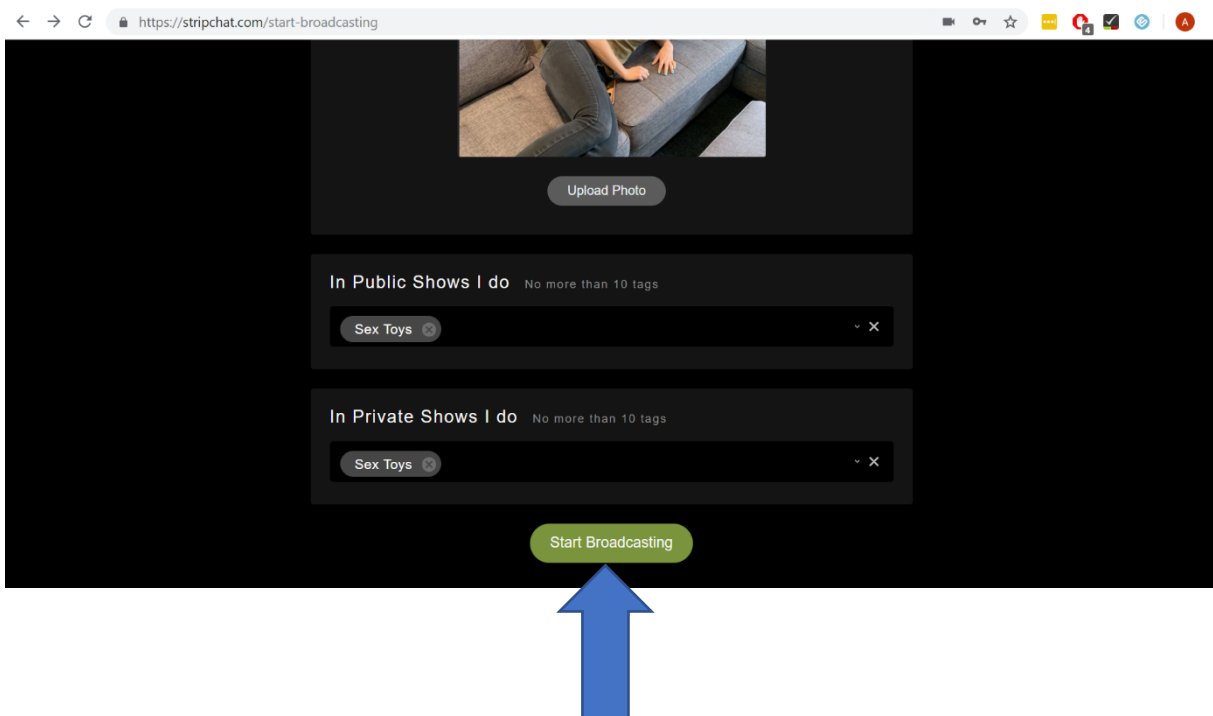 https://stripchat.com/start-broadcasting
4
A
Upload Photo
In Public Shows I do No more than 10 tags
Sex Toys
In Private Shows I do No more than 10 tags
Sex Toys
Start Broadcasting